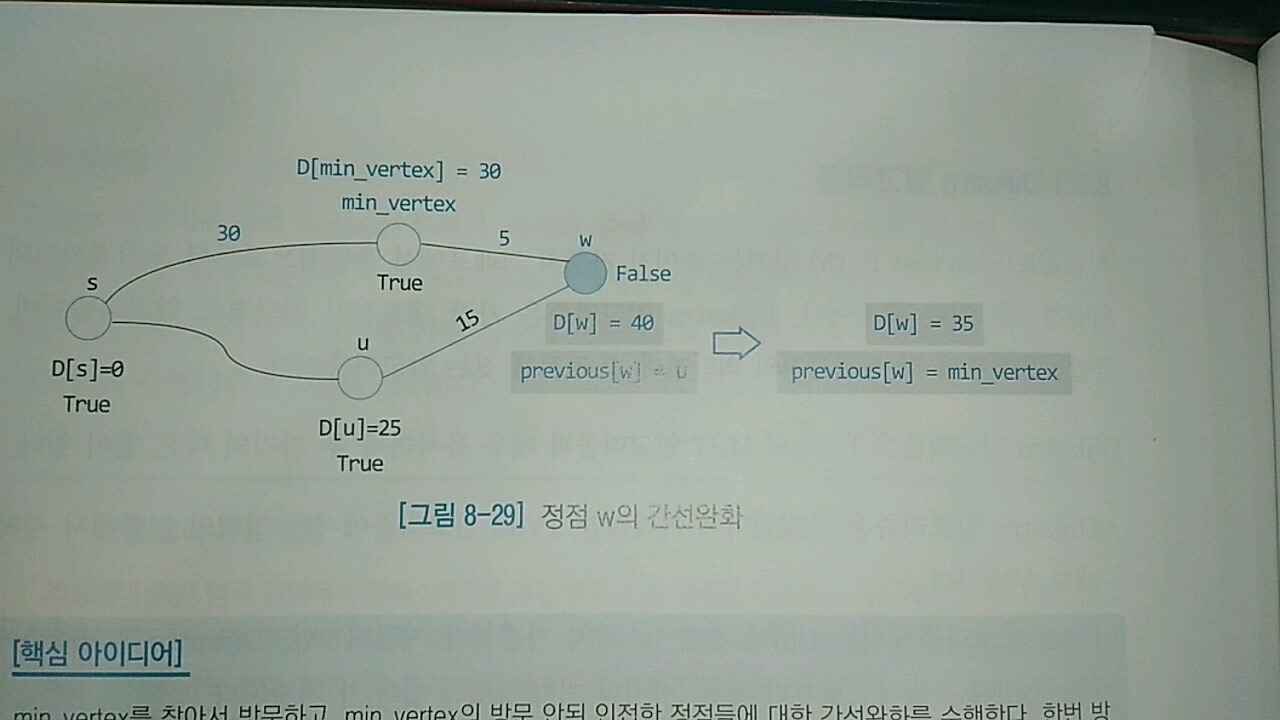 D[min_vertex] = 30
min_vertex
30
5
w
s
True
False
15
D[w] = 40
D[w] = 35
u
D[s]=0
previous[w] = u
previous[w] = min_vertex
True
D[u]=25
True
[그림 8-29] 정점 w의 간선완화
[핵심 아이디어]
min_vertex를 찾아서 방문하고, min_vertex의 방문 안된 인접한 정점들에 대한 간선완화를 수행한다. 한번 방